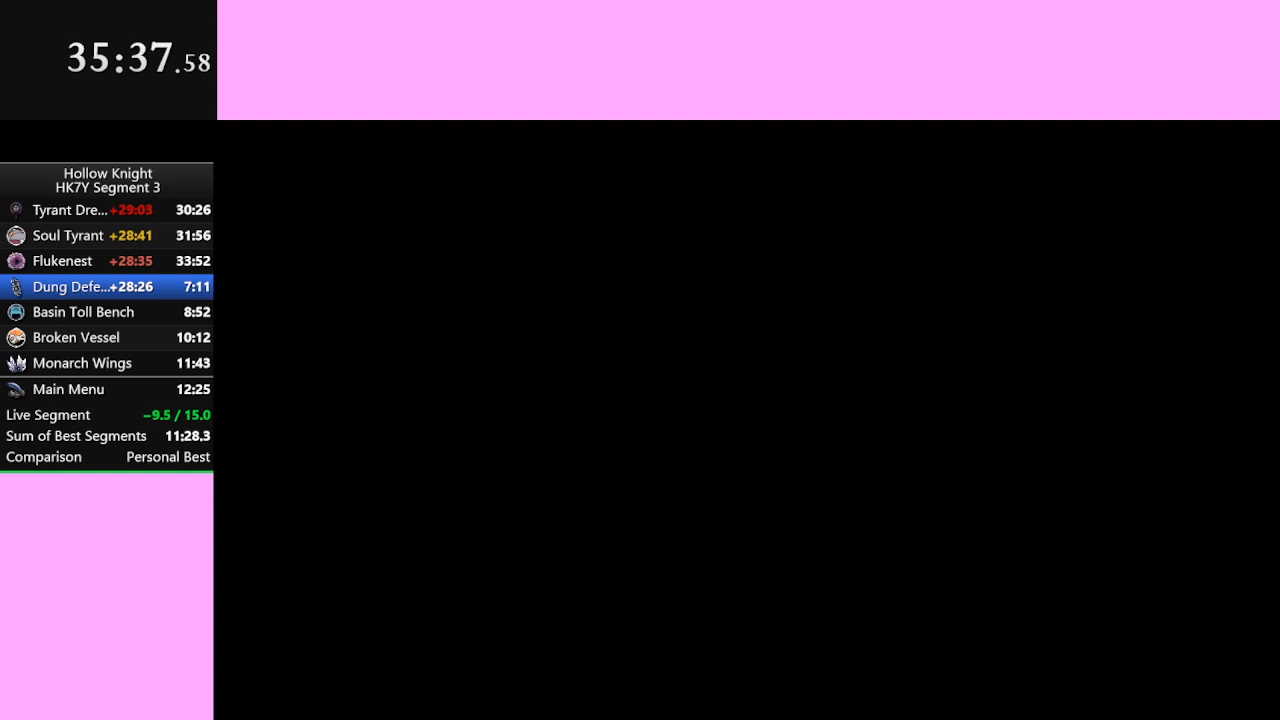 35:37.58
Hollow Knight
HK7Y Segment 3
Tyrant Dre... +29:03 30:26
Soul Tyrant +28:41 31:56
Flukenest +28:35 33:52
Dung Defe... +28:26 7:11
Basin Toll Bench 8:52
Broken Vessel 10:12
Monarch Wings 11:43
Main Menu 12:25
Live Segment −9.5 / 15.0
Sum of Best Segments 11:28.3
Comparison Personal Best